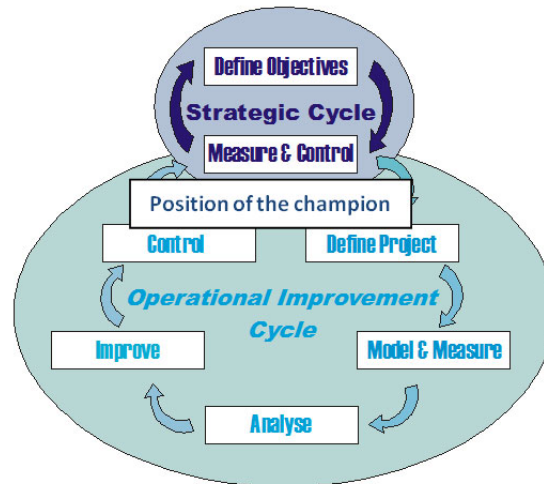 Define Objectives
Strategic Cycle
Measure & Control
Position of the champion
Control
Define Project
Operational Improvement
Cycle
Improve
Model & Measure
Analyse